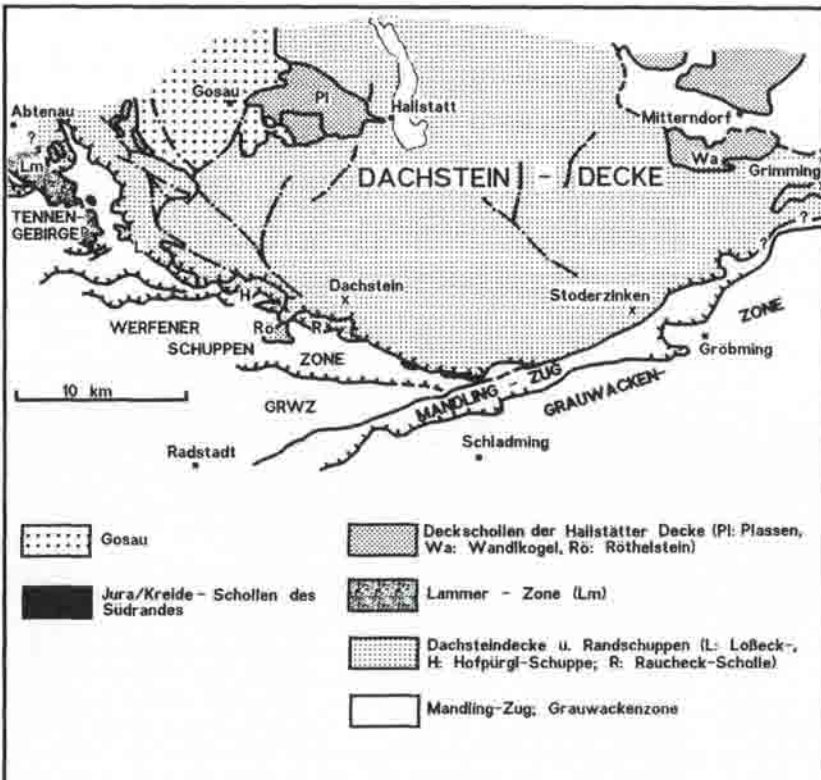 Abtenau
?
Lm
TENNEN-
GEBIRGE
Gosau
Pl
Hallstatt
Mitterndorf
Wa
Grimming
DACHSTEIN - DECKE
?
?
H
Rö
R
Dachstein
x
Stoderzinken
x
WERFENER
SCHUPPEN
ZONE
ZONE
Gröbming
10 km
GRWZ
MANDLING - ZUG
GRAUWACKEN-
Radstadt
Schladming
Gosau
Jura/Kreide - Schollen des
Südrandes
Deckschollen der Hallstätter Decke (Pl: Plassen,
Wa: Wandlkogel, Rö: Röthelstein)
Lammer - Zone (Lm)
Dachsteindecke u. Randschuppen (L: Loßeck-,
H: Hofpürgl-Schuppe; R: Raucheck-Scholle)
Mandling-Zug; Grauwackenzone